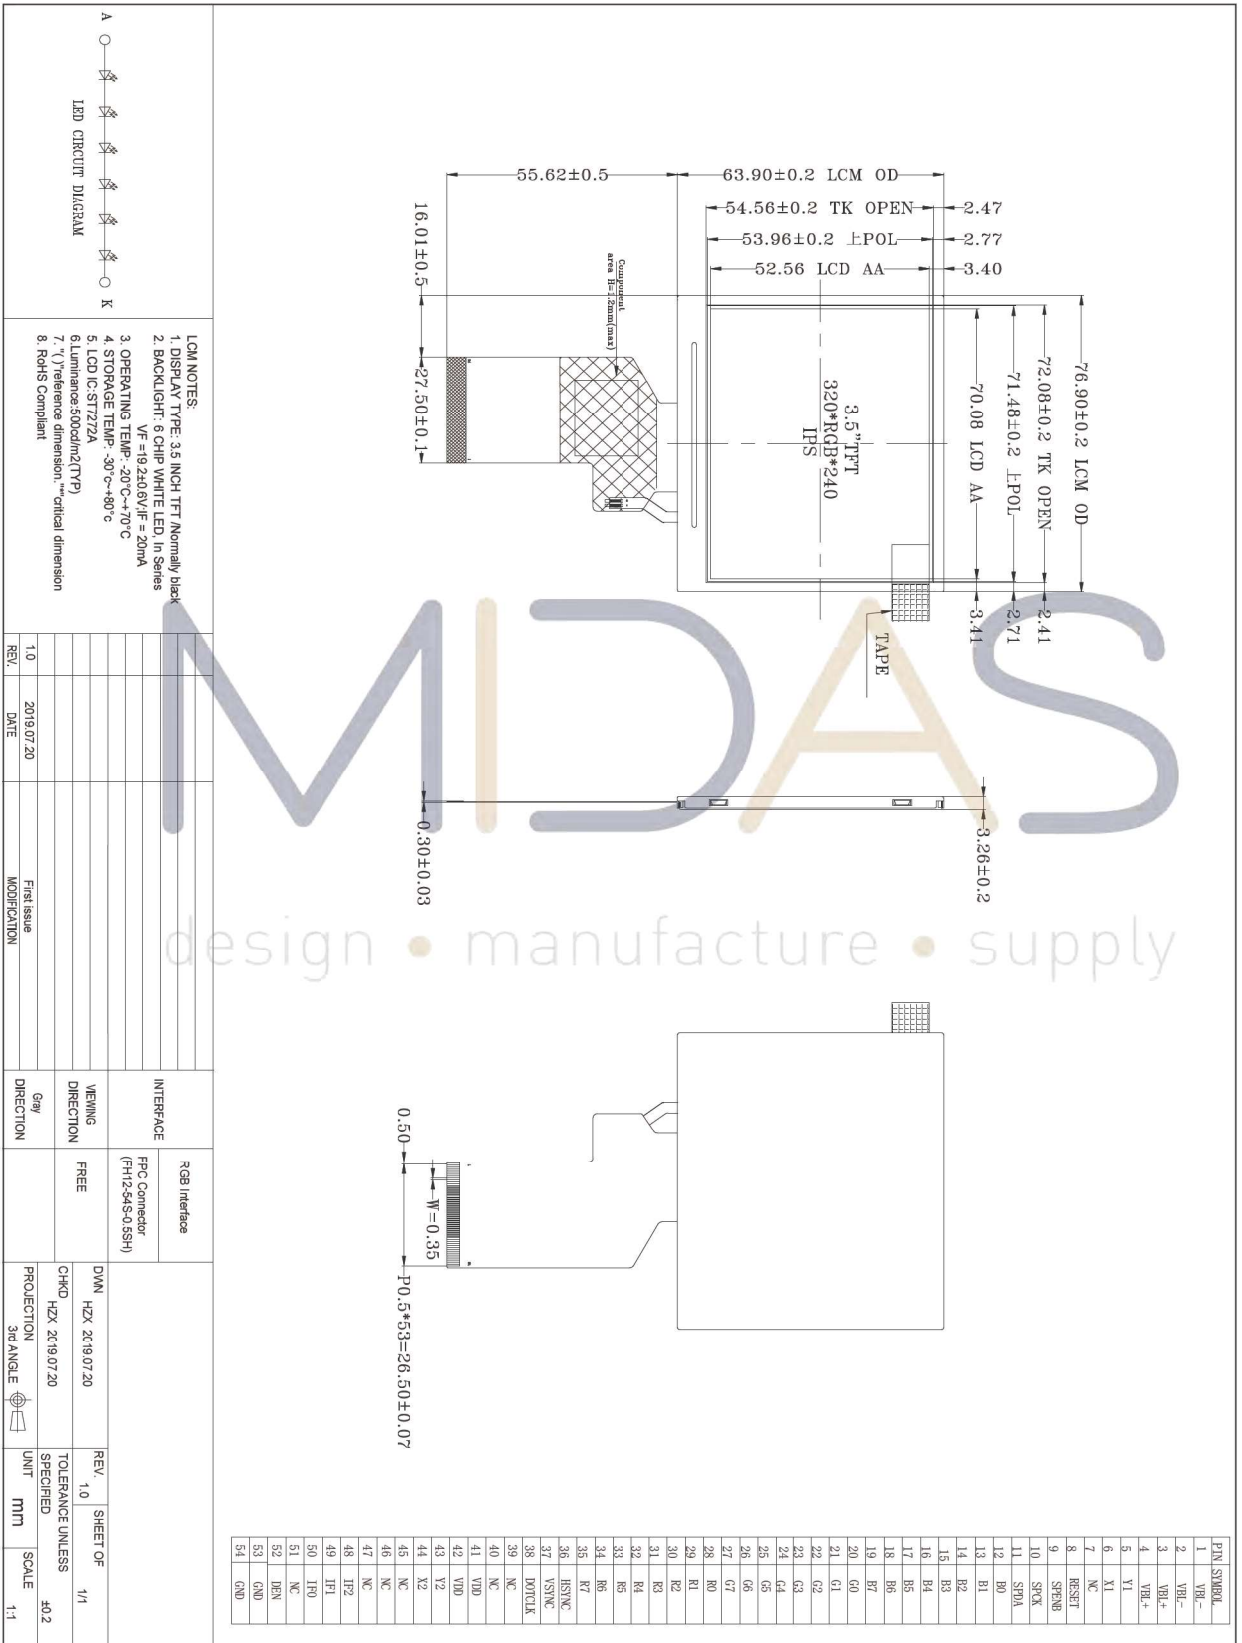 A
K
LED CIRCUIT DIAGRAM
55.62±0.5
63.90±0.2 LCM OD
54.56±0.2 TK OPEN
2.47
53.96±0.2 上POL
2.77
52.56 LCD AA
3.40
16.01±0.5
27.50±0.1
Component
area H=1.2mm(max)
76.90±0.2 LCM OD
72.08±0.2 TK OPEN
2.41
71.48±0.2 上POL
2.71
70.08 LCD AA
3.41
3.5"TFT
320*RGB*240
IPS
TAPE
0.30±0.03
3.26±0.2
0.50
W=0.35
P0.5*53=26.50±0.07
MIDAS
design • manufacture • supply
LCM NOTES:
1. DISPLAY TYPE: 3.5 INCH TFT /Normally black
2. BACKLIGHT: 6 CHIP WHITE LED, In Series
VF =19.2±0.6V,IF = 20mA
3. OPERATING TEMP: -20°C~+70°C
4. STORAGE TEMP: -30°c~+80°c
5. LCD IC:ST7272A
6.Luminance:500cd/m2(TYP)
7. "( )"reference dimension."*"critical dimension
8. RoHS Compliant
1.0 2019.07.20 First issue
REV. DATE MODIFICATION
INTERFACE
RGB Interface
FPC Connector
(FH12-54S-0.5SH)
VIEWING
DIRECTION
FREE
Gray
DIRECTION
DWN HZX 2019.07.20
CHKD HZX 2019.07.20
PROJECTION
3rd ANGLE
REV. 1.0
SHEET OF 1/1
TOLERANCE UNLESS
SPECIFIED ±0.2
UNIT mm
SCALE 1:1
PIN SYMBOL
1 VBL-
2 VBL-
3 VBL+
4 VBL+
5 Y1
6 X1
7 NC
8 RESET
9 SPENB
10 SPCK
11 SPDA
12 B0
13 B1
14 B2
15 B3
16 B4
17 B5
18 B6
19 B7
20 G0
21 G1
22 G2
23 G3
24 G4
25 G5
26 G6
27 G7
28 R0
29 R1
30 R2
31 R3
32 R4
33 R5
34 R6
35 R7
36 HSYNC
37 VSYNC
38 DOTCLK
39 NC
40 NC
41 VDD
42 VDD
43 Y2
44 X2
45 NC
46 NC
47 NC
48 IF2
49 IF1
50 IF0
51 NC
52 DEN
53 GND
54 GND